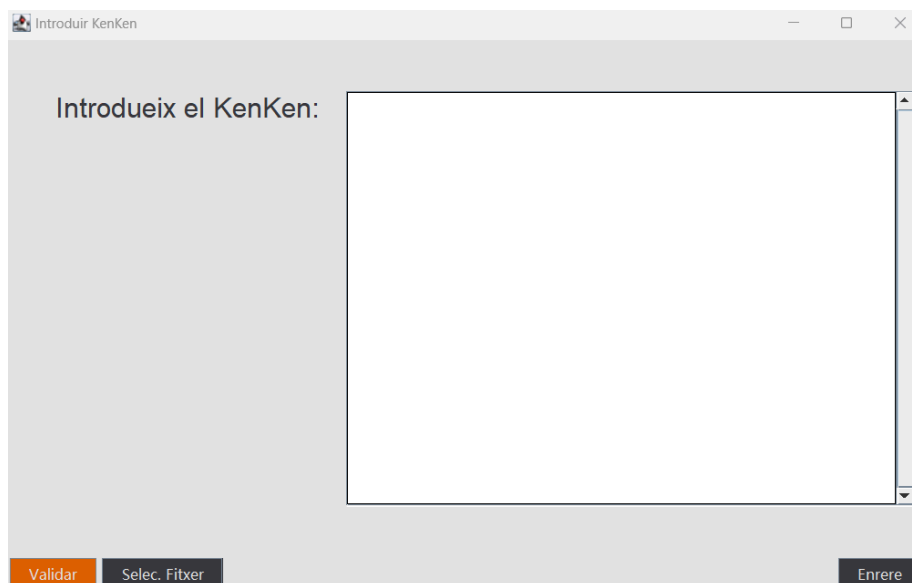 Introduir KenKen
Introdueix el KenKen:
Validar
Selec. Fitxer
Enrere